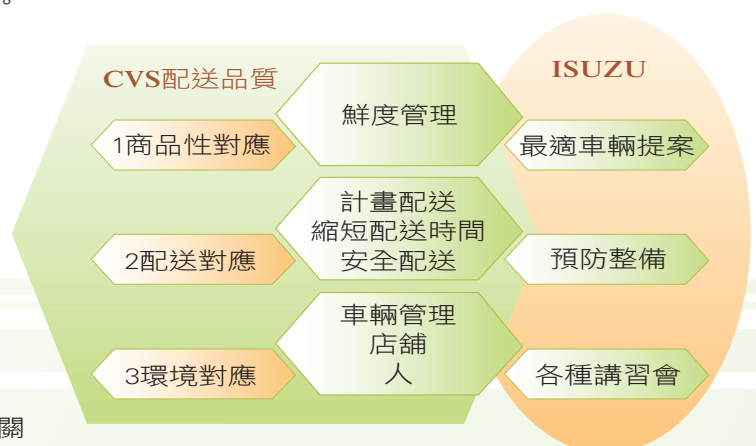 。
CVS配送品質
ISUZU
1商品性對應
鮮度管理
最適車輛提案
2配送對應
計畫配送
縮短配送時間
安全配送
預防整備
3環境對應
車輛管理
店舖
人
各種講習會
關